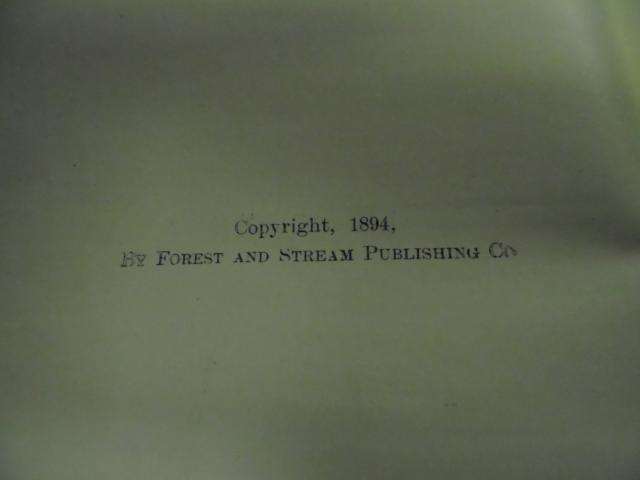 Copyright, 1894,
By Forest and Stream Publishing Co